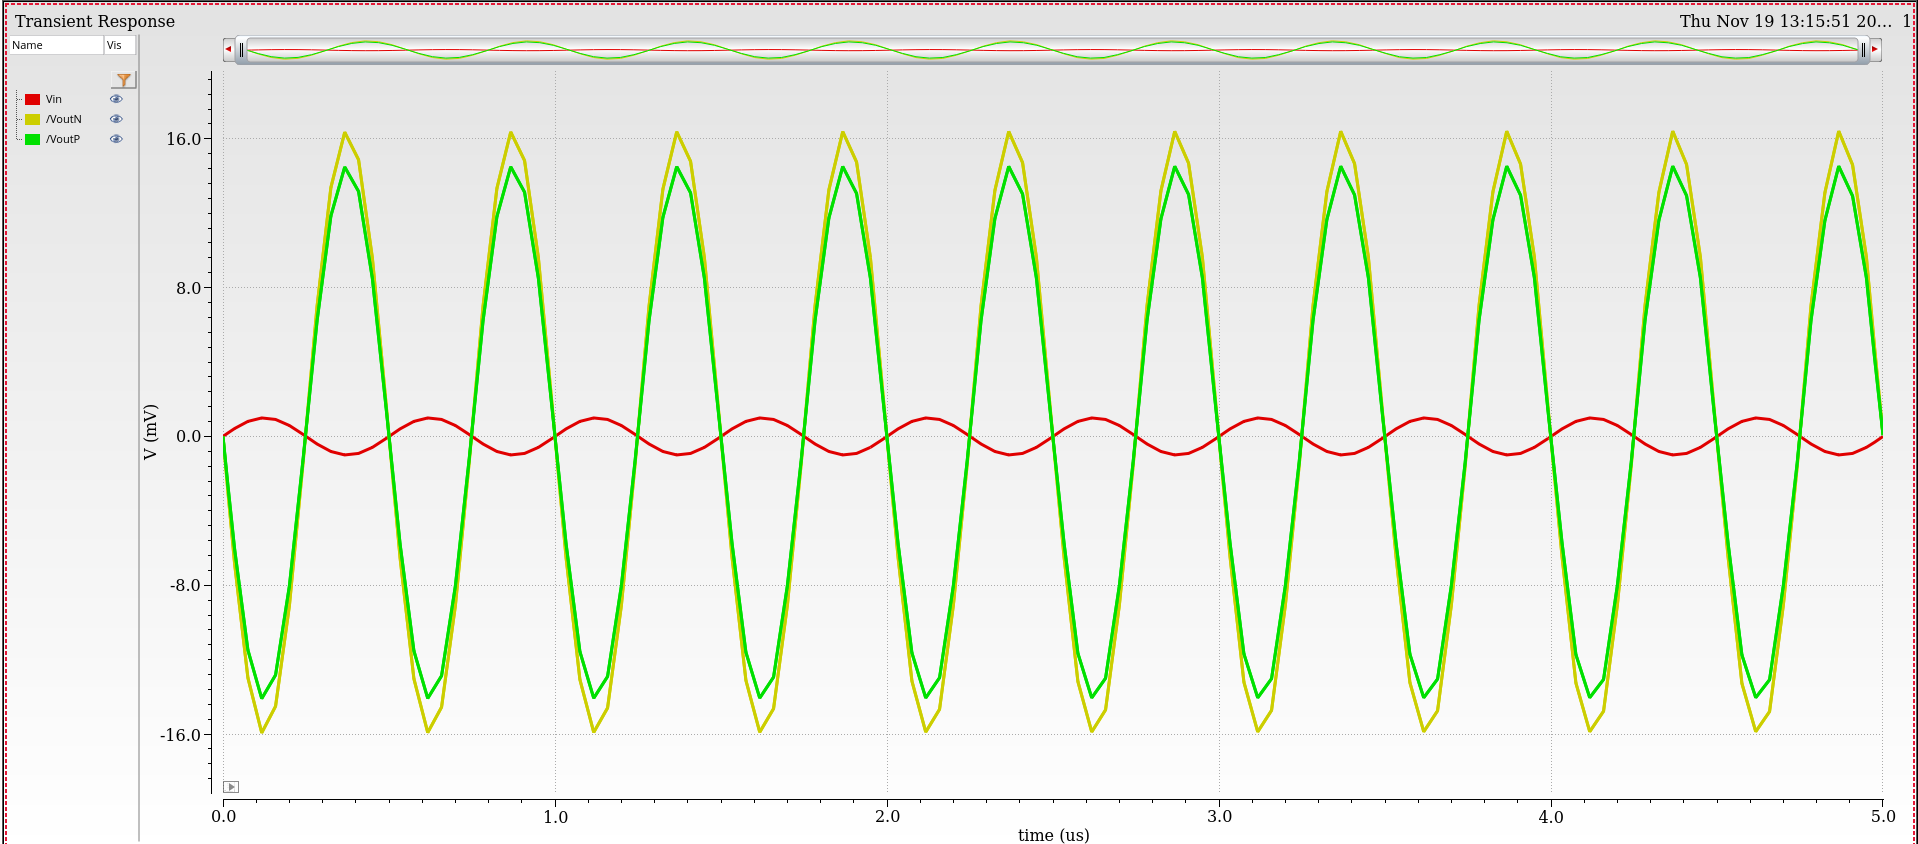 Transient Response
Thu Nov 19 13:15:51 20... 1
Name Vis
Vin
/VoutN
/VoutP
V (mV)
16.0
8.0
0.0
-8.0
-16.0
0.0 1.0 2.0 3.0 4.0 5.0
time (us)